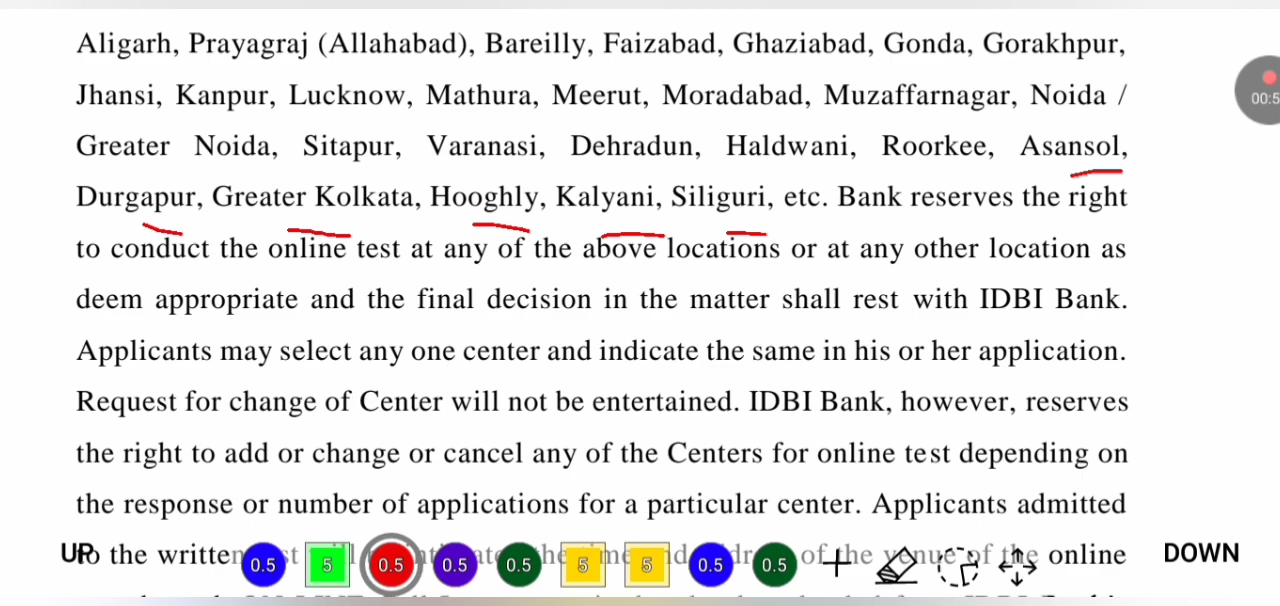 Aligarh, Prayagraj (Allahabad), Bareilly, Faizabad, Ghaziabad, Gonda, Gorakhpur,
Jhansi, Kanpur, Lucknow, Mathura, Meerut, Moradabad, Muzaffarnagar, Noida /
Greater Noida, Sitapur, Varanasi, Dehradun, Haldwani, Roorkee, Asansol,
Durgapur, Greater Kolkata, Hooghly, Kalyani, Siliguri, etc. Bank reserves the right
to conduct the online test at any of the above locations or at any other location as
deem appropriate and the final decision in the matter shall rest with IDBI Bank.
Applicants may select any one center and indicate the same in his or her application.
Request for change of Center will not be entertained. IDBI Bank, however, reserves
the right to add or change or cancel any of the Centers for online test depending on
the response or number of applications for a particular center. Applicants admitted
to the written of the venue of the online
00:5
UP
0.5 5 0.5 0.5 0.5 5 5 0.5 0.5
DOWN